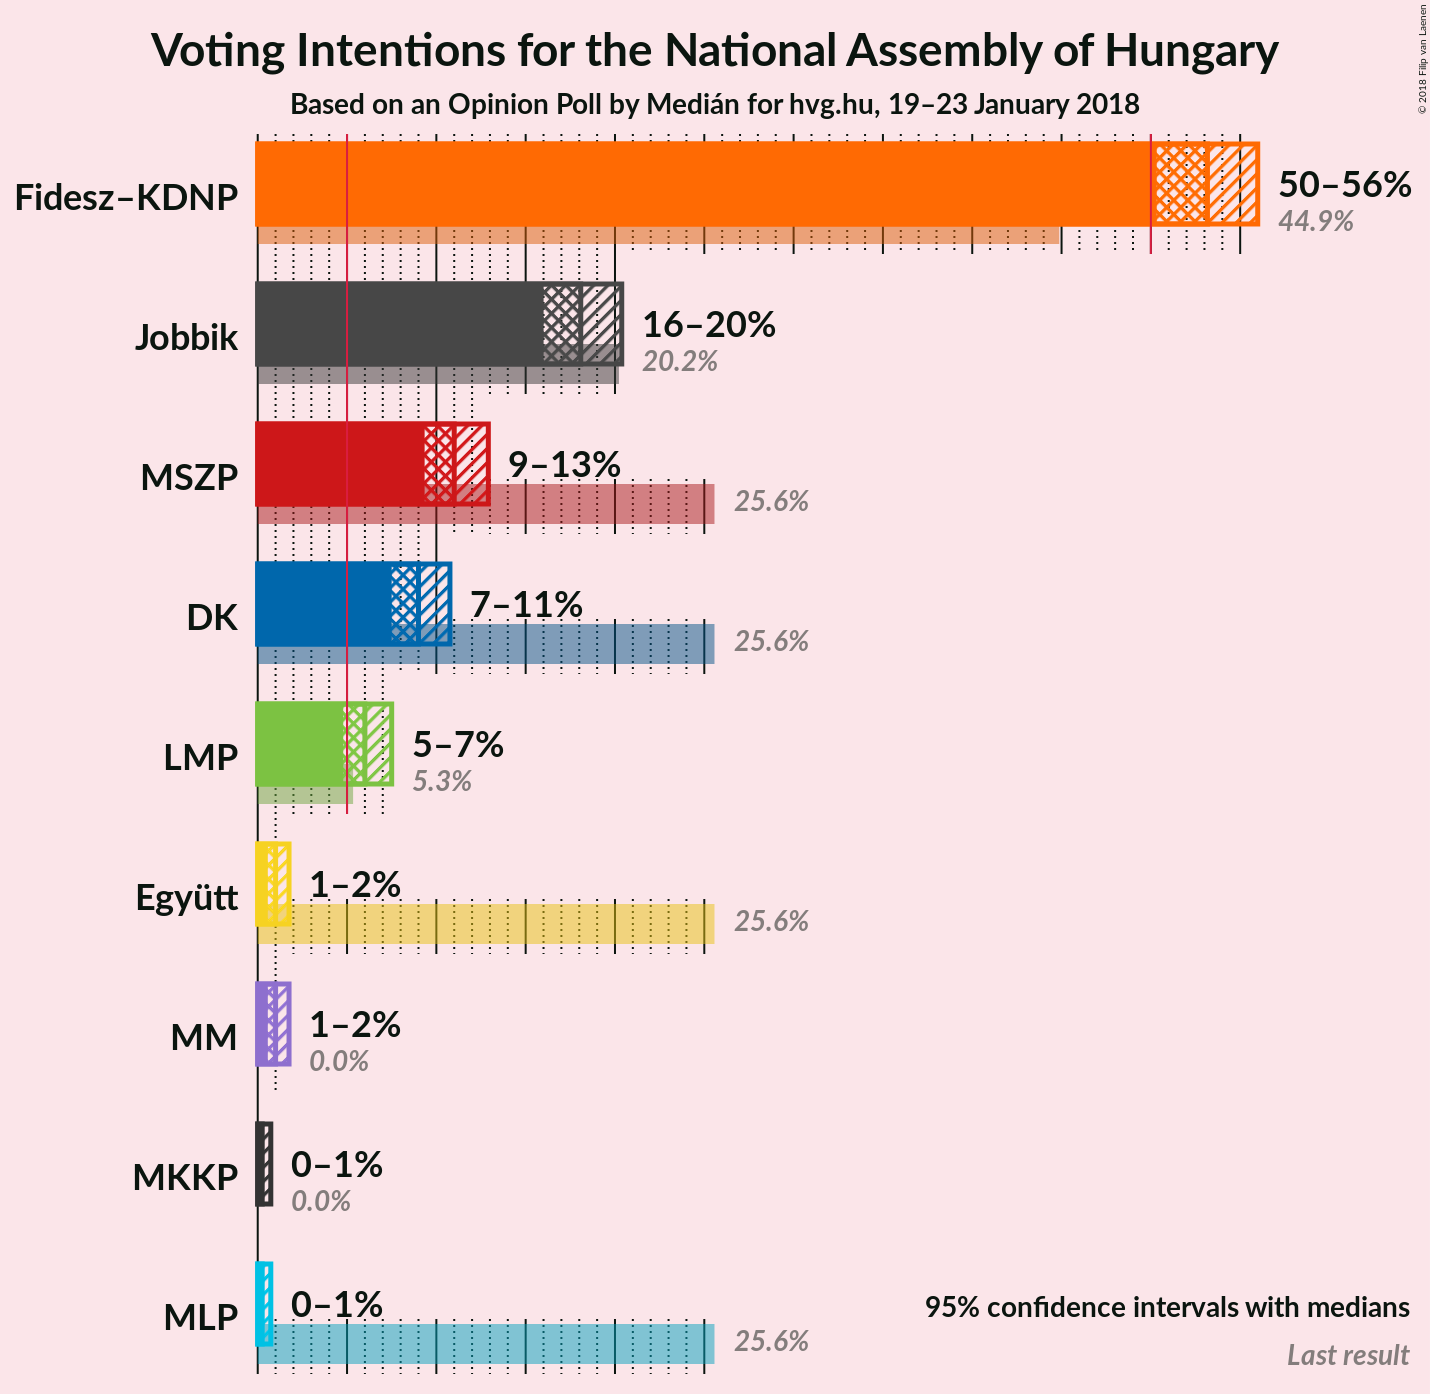 Voting Intentions for the National Assembly of Hungary
Based on an Opinion Poll by Medián for hvg.hu, 19–23 January 2018
© 2018 Filip van Laenen
Fidesz–KDNP
50–56%
44.9%
Jobbik
16–20%
20.2%
MSZP
9–13%
25.6%
DK
7–11%
25.6%
LMP
5–7%
5.3%
Együtt
1–2%
25.6%
MM
1–2%
0.0%
MKKP
0–1%
0.0%
MLP
0–1%
25.6%
95% confidence intervals with medians
Last result